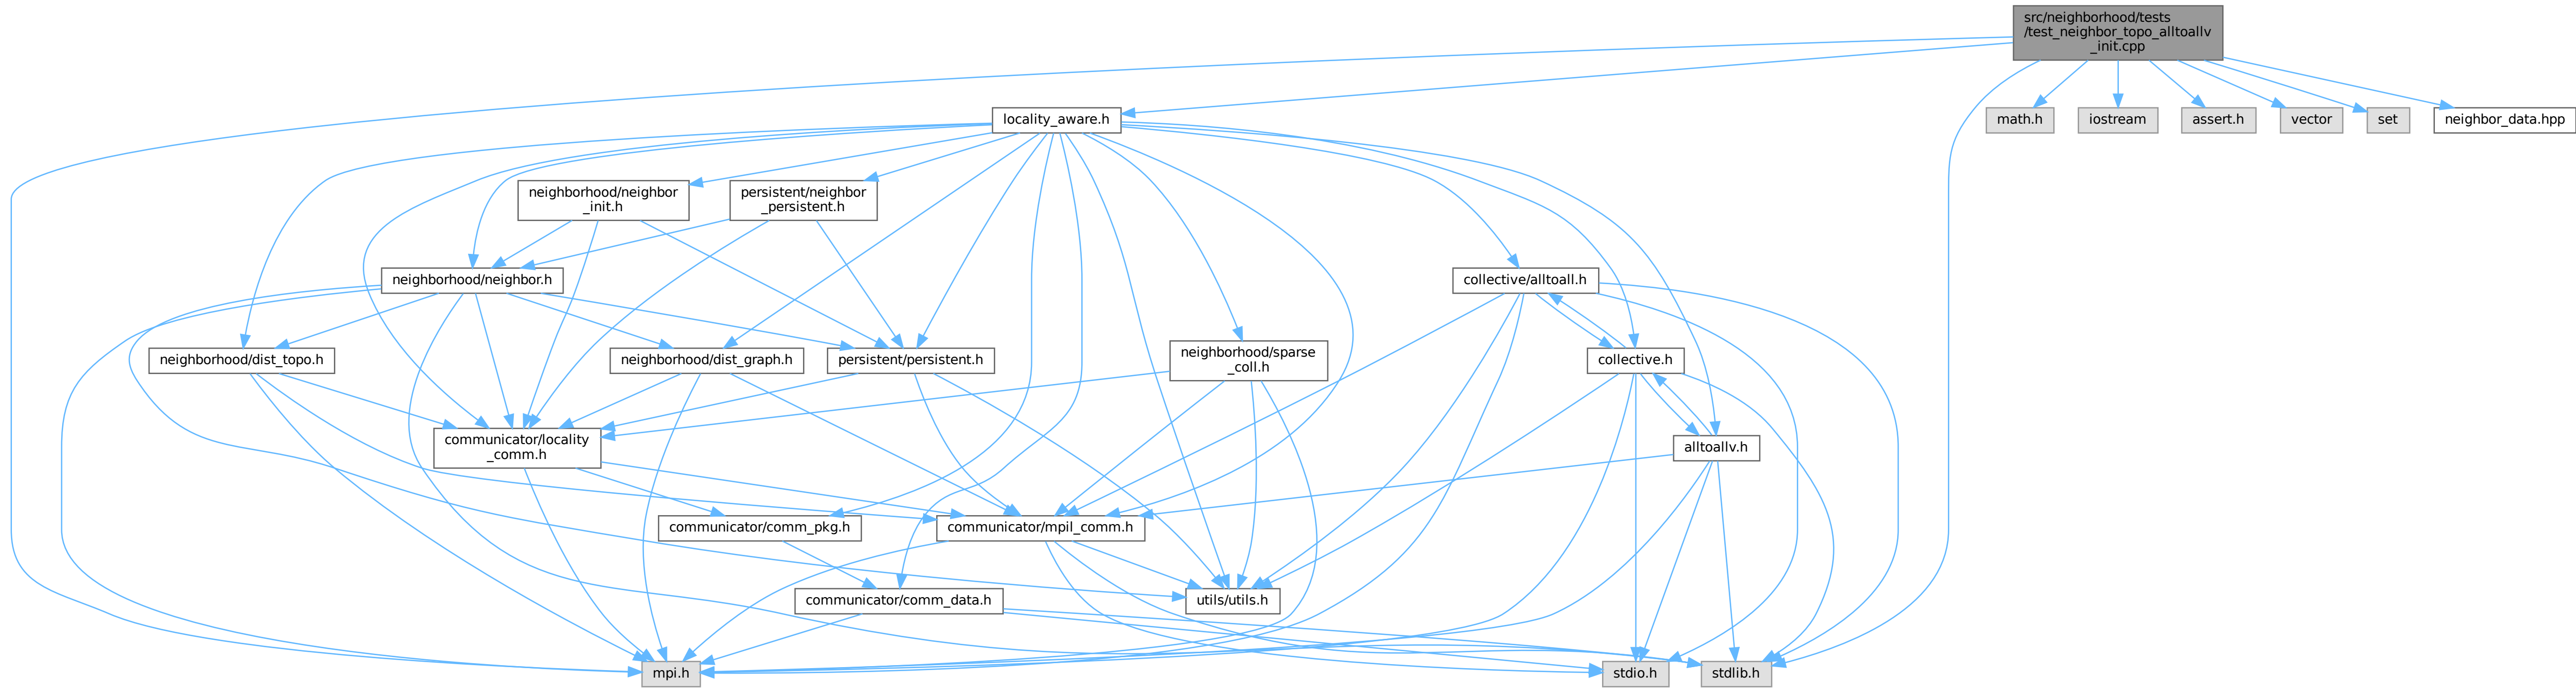 src/neighborhood/tests
/test_neighbor_topo_alltoallv
_init.cpp
locality_aware.h
math.h
iostream
assert.h
vector
set
neighbor_data.hpp
neighborhood/neighbor
_init.h
persistent/neighbor
_persistent.h
neighborhood/neighbor.h
collective/alltoall.h
neighborhood/dist_topo.h
neighborhood/dist_graph.h
persistent/persistent.h
neighborhood/sparse
_coll.h
collective.h
communicator/locality
_comm.h
alltoallv.h
communicator/comm_pkg.h
communicator/mpil_comm.h
communicator/comm_data.h
utils/utils.h
mpi.h
stdio.h
stdlib.h